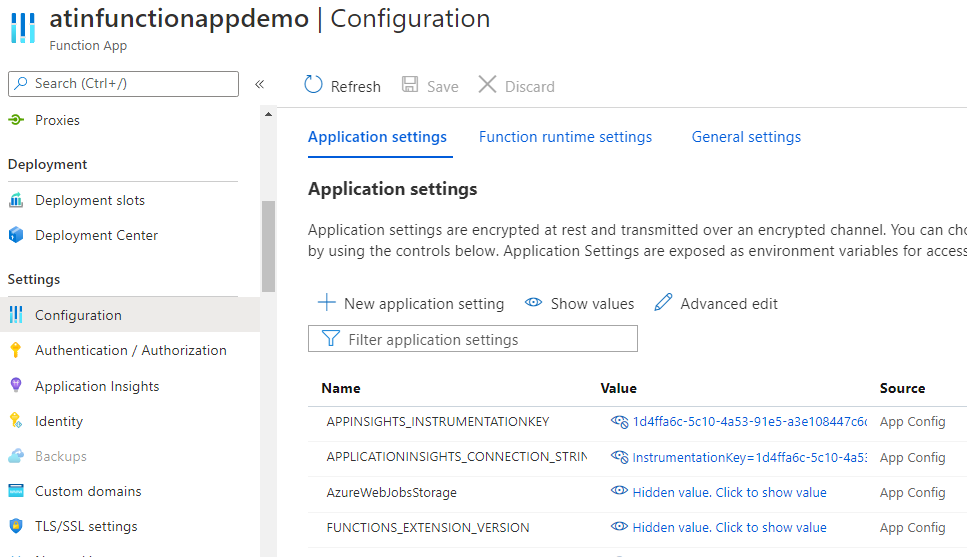 atinfunctionappdemo | Configuration
Function App
Search (Ctrl+/)
«
Refresh
Save
Discard
Proxies
Deployment
Deployment slots
Deployment Center
Settings
Configuration
Authentication / Authorization
Application Insights
Identity
Backups
Custom domains
TLS/SSL settings
Application settings
Function runtime settings
General settings
Application settings
Application settings are encrypted at rest and transmitted over an encrypted channel. You can cho
by using the controls below. Application Settings are exposed as environment variables for access
New application setting
Show values
Advanced edit
Filter application settings
Name Value Source
APPINSIGHTS_INSTRUMENTATIONKEY 1d4ffa6c-5c10-4a53-91e5-a3e108447c6c App Config
APPLICATIONINSIGHTS_CONNECTION_STRIN InstrumentationKey=1d4ffa6c-5c10-4a53 App Config
AzureWebJobsStorage Hidden value. Click to show value App Config
FUNCTIONS_EXTENSION_VERSION Hidden value. Click to show value App Config